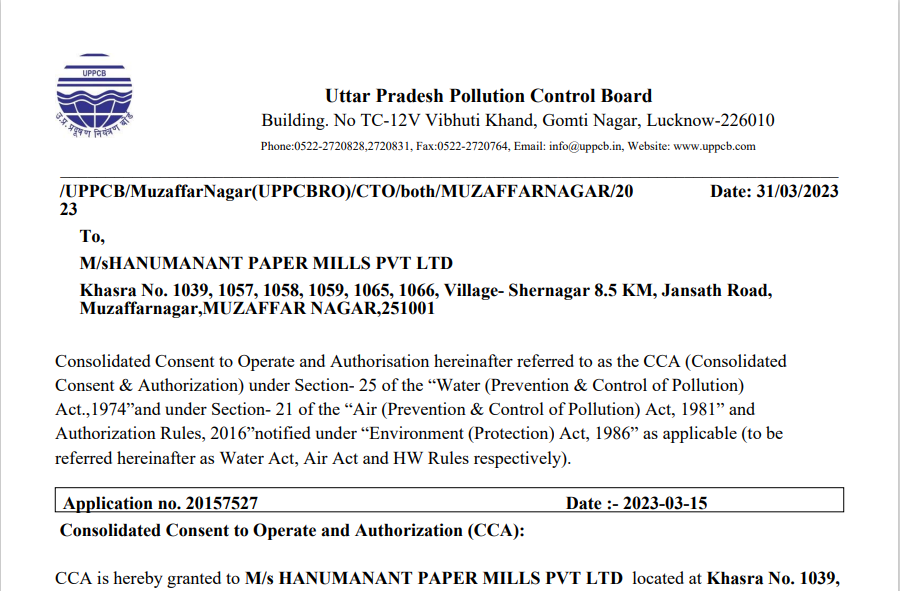 UPPCB
उ.प्र. प्रदूषण नियंत्रण बोर्ड
Uttar Pradesh Pollution Control Board
Building. No TC-12V Vibhuti Khand, Gomti Nagar, Lucknow-226010
Phone:0522-2720828,2720831, Fax:0522-2720764, Email: info@uppcb.in, Website: www.uppcb.com
/UPPCB/MuzaffarNagar(UPPCBRO)/CTO/both/MUZAFFARNAGAR/20 Date: 31/03/2023
23
To,
M/sHANUMANANT PAPER MILLS PVT LTD
Khasra No. 1039, 1057, 1058, 1059, 1065, 1066, Village- Shernagar 8.5 KM, Jansath Road,
Muzaffarnagar,MUZAFFAR NAGAR,251001
Consolidated Consent to Operate and Authorisation hereinafter referred to as the CCA (Consolidated
Consent & Authorization) under Section- 25 of the “Water (Prevention & Control of Pollution)
Act.,1974”and under Section- 21 of the “Air (Prevention & Control of Pollution) Act, 1981” and
Authorization Rules, 2016”notified under “Environment (Protection) Act, 1986” as applicable (to be
referred hereinafter as Water Act, Air Act and HW Rules respectively).
Application no. 20157527 Date :- 2023-03-15
Consolidated Consent to Operate and Authorization (CCA):
CCA is hereby granted to M/s HANUMANANT PAPER MILLS PVT LTD located at Khasra No. 1039,